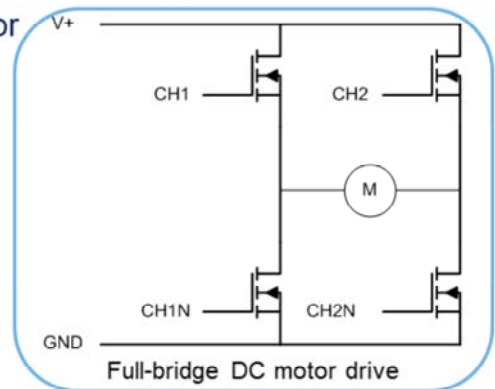 or
V+
CH1
CH2
M
CH1N
CH2N
GND
Full-bridge DC motor drive